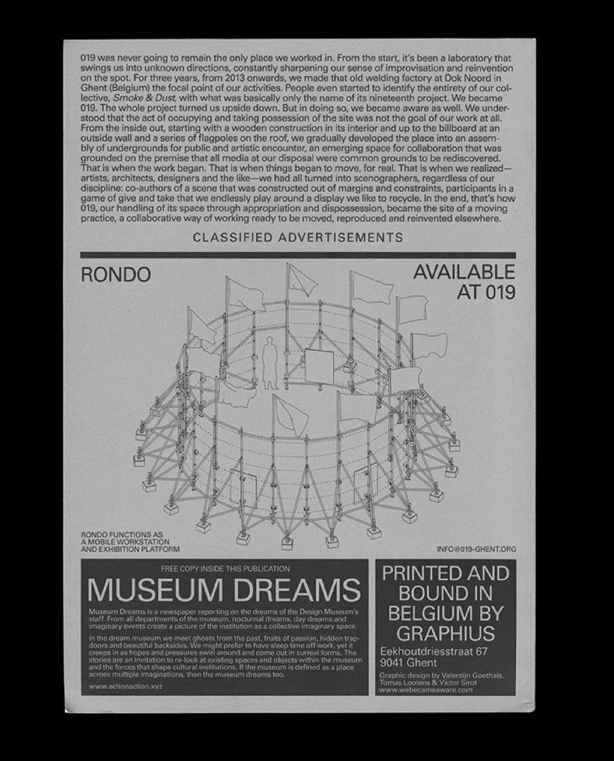 019 was never going to remain the only place we worked in. From the start, it's been a laboratory that
swings us into unknown directions, constantly sharpening our sense of improvisation and reinvention
on the spot. For three years, from 2013 onwards, we made that old welding factory at Dok Noord in
Ghent (Belgium) the focal point of our activities. People even started to identify the entirety of our col-
lective, Smoke & Dust, with what was basically only the name of its nineteenth project. We became
019. The whole project turned us upside down. But in doing so, we became aware as well. We under-
stood that the act of occupying and taking possession of the site was not the goal of our work at all.
From the inside out, starting with a wooden construction in its interior and up to the billboard at an
outside wall and a series of flagpoles on the roof, we gradually developed the place into an assem-
bly of undergrounds for public and artistic encounter, an emerging space for collaboration that was
grounded on the premise that all media at our disposal were common grounds to be rediscovered.
That is when the work began. That is when things began to move, for real. That is when we realized—
artists, architects, designers and the like—we had all turned into scenographers, regardless of our
discipline: co-authors of a scene that was constructed out of margins and constraints, participants in a
game of give and take that we endlessly play around a display we like to recycle. In the end, that's how
019, our handling of its space through appropriation and dispossession, became the site of a moving
practice, a collaborative way of working ready to be moved, reproduced and reinvented elsewhere.
CLASSIFIED ADVERTISEMENTS
RONDO
AVAILABLE
AT 019
RONDO FUNCTIONS AS
A MOBILE WORKSTATION
AND EXHIBITION PLATFORM
INFO@019-GHENT.ORG
FREE COPY INSIDE THIS PUBLICATION
MUSEUM DREAMS
Museum Dreams is a newspaper reporting on the dreams of the Design Museum's
staff. From all departments of the museum, nocturnal dreams, day dreams and
imaginary events create a picture of the institution as a collective imaginary space.
In the dream museum we meet ghosts from the past, fruits of passion, hidden trap-
doors and beautiful backsides. We might prefer to have sleep time off work, yet it
creeps in as hopes and pressures swirl around and come out in surreal forms. The
stories are an invitation to re-look at existing spaces and objects within the museum
and the forces that shape cultural institutions. If the museum is defined as a place
across multiple imaginations, then the museum dreams too.
www.actionaction.xyz
PRINTED AND
BOUND IN
BELGIUM BY
GRAPHIUS
Eekhoutdriesstraat 67
9041 Ghent
Graphic design by Valentijn Goethals,
Tomas Lootens & Victor Sirot
www.webecameaware.com